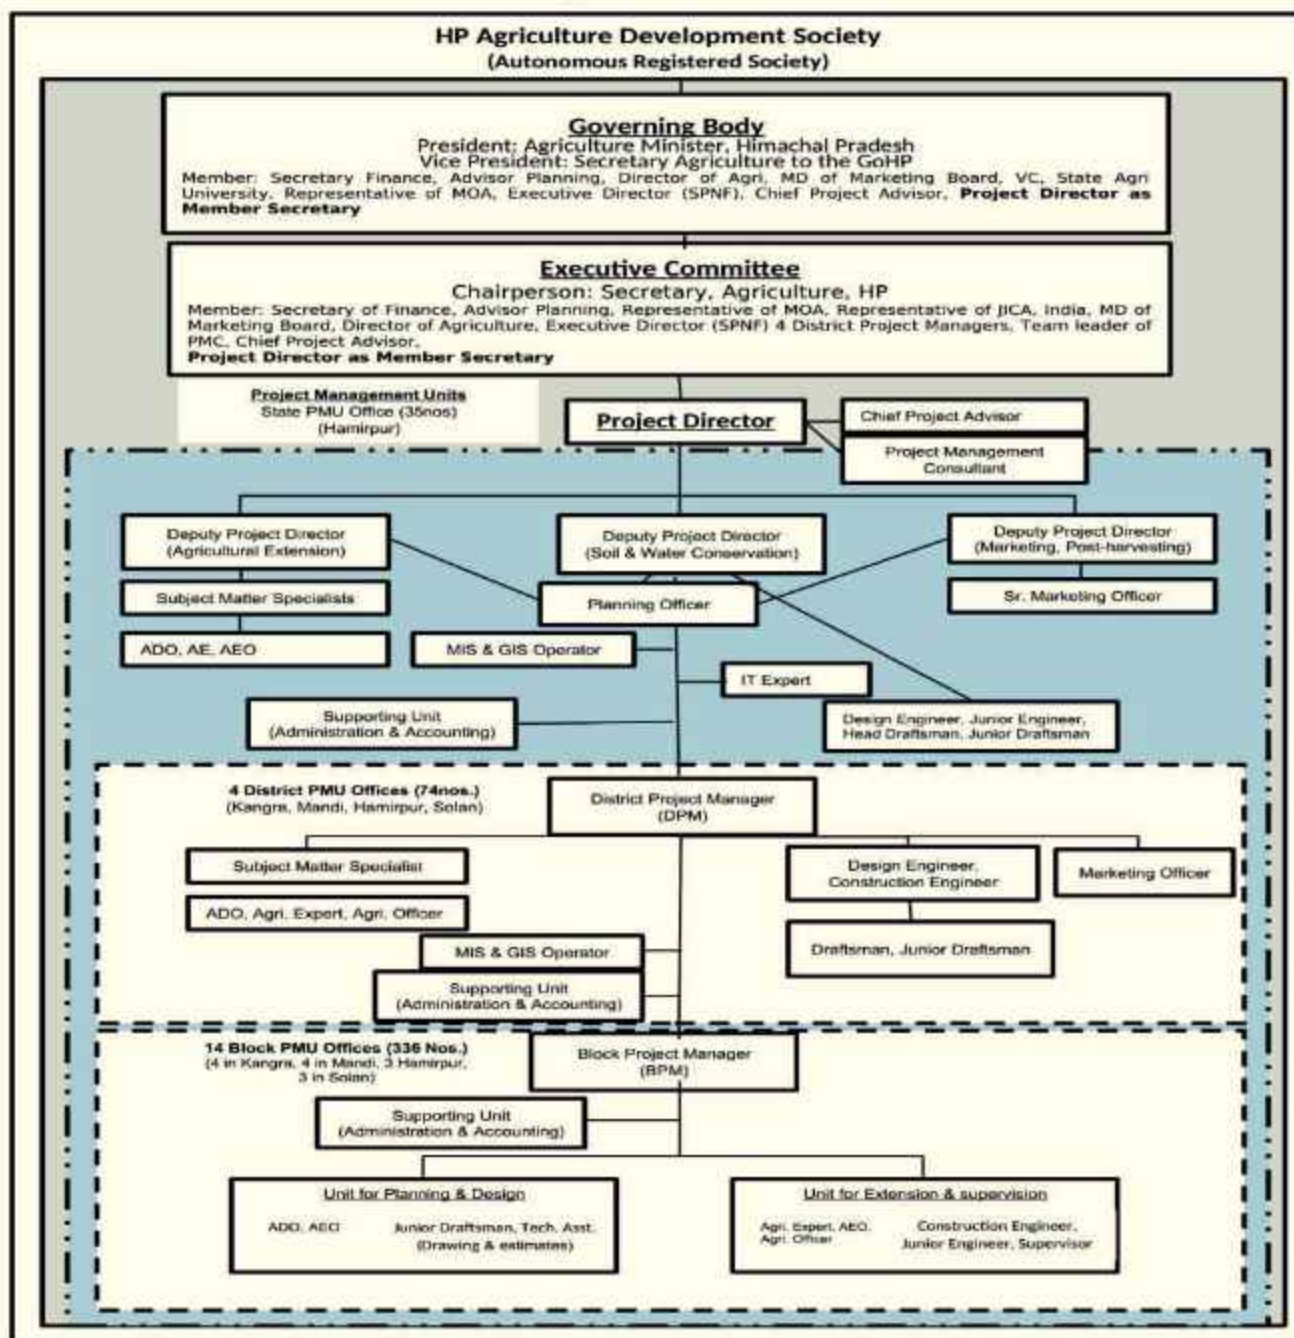 HP Agriculture Development Society
(Autonomous Registered Society)
Governing Body
President: Agriculture Minister, Himachal Pradesh
Vice President: Secretary Agriculture to the GoHP
Member: Secretary Finance, Advisor Planning, Director of Agri, MD of Marketing Board, VC, State Agri
University, Representative of MOA, Executive Director (SPNF), Chief Project Advisor, Project Director as
Member Secretary
Executive Committee
Chairperson: Secretary, Agriculture, HP
Member: Secretary of Finance, Advisor Planning, Representative of MOA, Representative of JICA, India, MD of
Marketing Board, Director of Agriculture, Executive Director (SPNF) 4 District Project Managers, Team leader of
PMC, Chief Project Advisor,
Project Director as Member Secretary
Project Management Units
State PMU Office (35nos)
(Hamirpur)
Project Director
Chief Project Advisor
Project Management
Consultant
Deputy Project Director
(Agricultural Extension)
Deputy Project Director
(Soil & Water Conservation)
Deputy Project Director
(Marketing, Post-harvesting)
Subject Matter Specialists
Planning Officer
Sr. Marketing Officer
ADO, AE, AEO
MIS & GIS Operator
IT Expert
Supporting Unit
(Administration & Accounting)
Design Engineer, Junior Engineer,
Head Draftsman, Junior Draftsman
4 District PMU Offices (74nos.)
(Kangra, Mandi, Hamirpur, Solan)
District Project Manager
(DPM)
Subject Matter Specialist
Design Engineer,
Construction Engineer
Marketing Officer
ADO, Agri. Expert, Agri. Officer
Draftsman, Junior Draftsman
MIS & GIS Operator
Supporting Unit
(Administration & Accounting)
14 Block PMU Offices (336 Nos.)
(4 in Kangra, 4 in Mandi, 3 Hamirpur,
3 in Solan)
Block Project Manager
(BPM)
Supporting Unit
(Administration & Accounting)
Unit for Planning & Design
ADO, AEO
Junior Draftsman, Tech. Asst.
(Drawing & estimates)
Unit for Extension & supervision
Agri. Expert, AEO,
Agri. Officer
Construction Engineer,
Junior Engineer, Supervisor